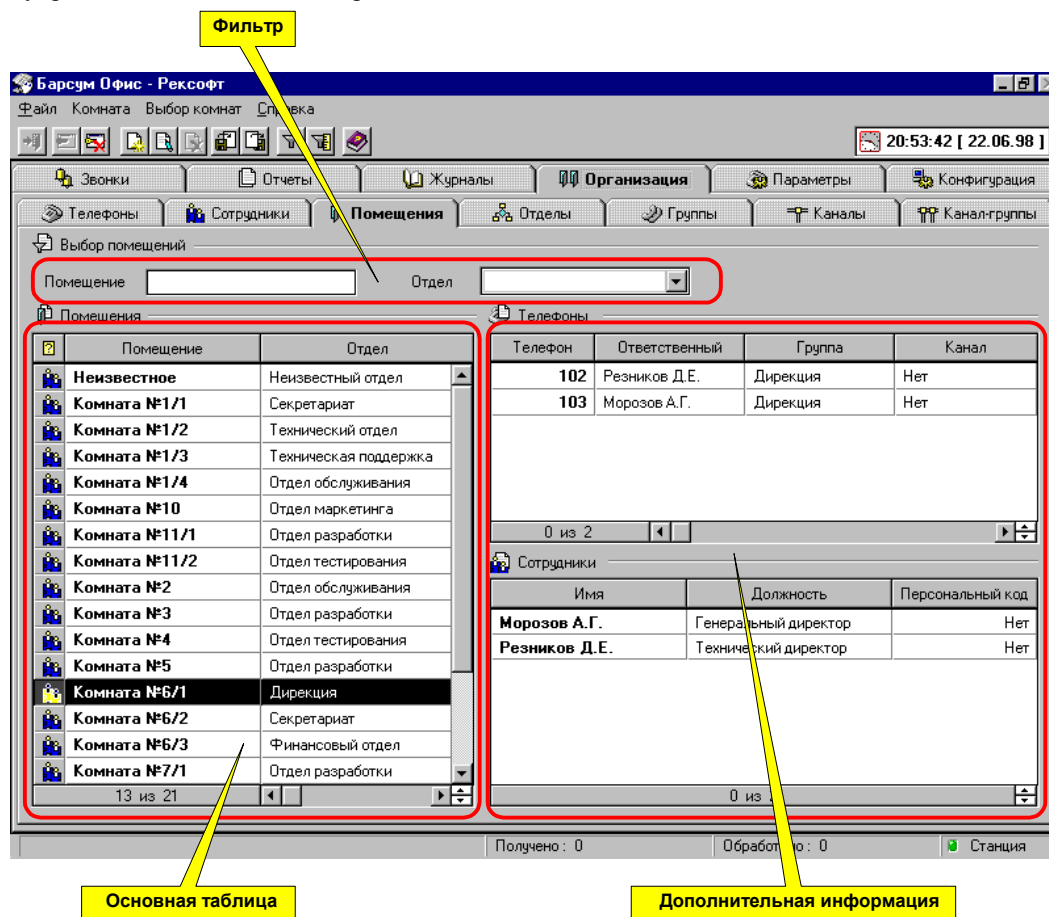 Фильтр
Барсум Офис - Рексофт
Файл Комната Выбор комнат Справка
20:53:42 [ 22.06.98 ]
Звонки Отчеты Журналы Организация Параметры Конфигурация
Телефоны Сотрудники Помещения Отделы Группы Каналы Канал-группы
Выбор помещений
Помещение Отдел
Помещения Телефоны
Помещение Отдел Телефон Ответственный Группа Канал
Неизвестное Неизвестный отдел 102 Резников Д.Е. Дирекция Нет
Комната №1/1 Секретариат 103 Морозов А.Г. Дирекция Нет
Комната №1/2 Технический отдел
Комната №1/3 Техническая поддержка
Комната №1/4 Отдел обслуживания
Комната №10 Отдел маркетинга
Комната №11/1 Отдел разработки 0 из 2
Комната №11/2 Отдел тестирования Сотрудники
Комната №2 Отдел обслуживания Имя Должность Персональный код
Комната №3 Отдел разработки Морозов А.Г. Генеральный директор Нет
Комната №4 Отдел тестирования Резников Д.Е. Технический директор Нет
Комната №5 Отдел разработки
Комната №6/1 Дирекция
Комната №6/2 Секретариат
Комната №6/3 Финансовый отдел
Комната №7/1 Отдел разработки
13 из 21 0 из
Получено : 0 Обработано : 0 Станция
Основная таблица Дополнительная информация